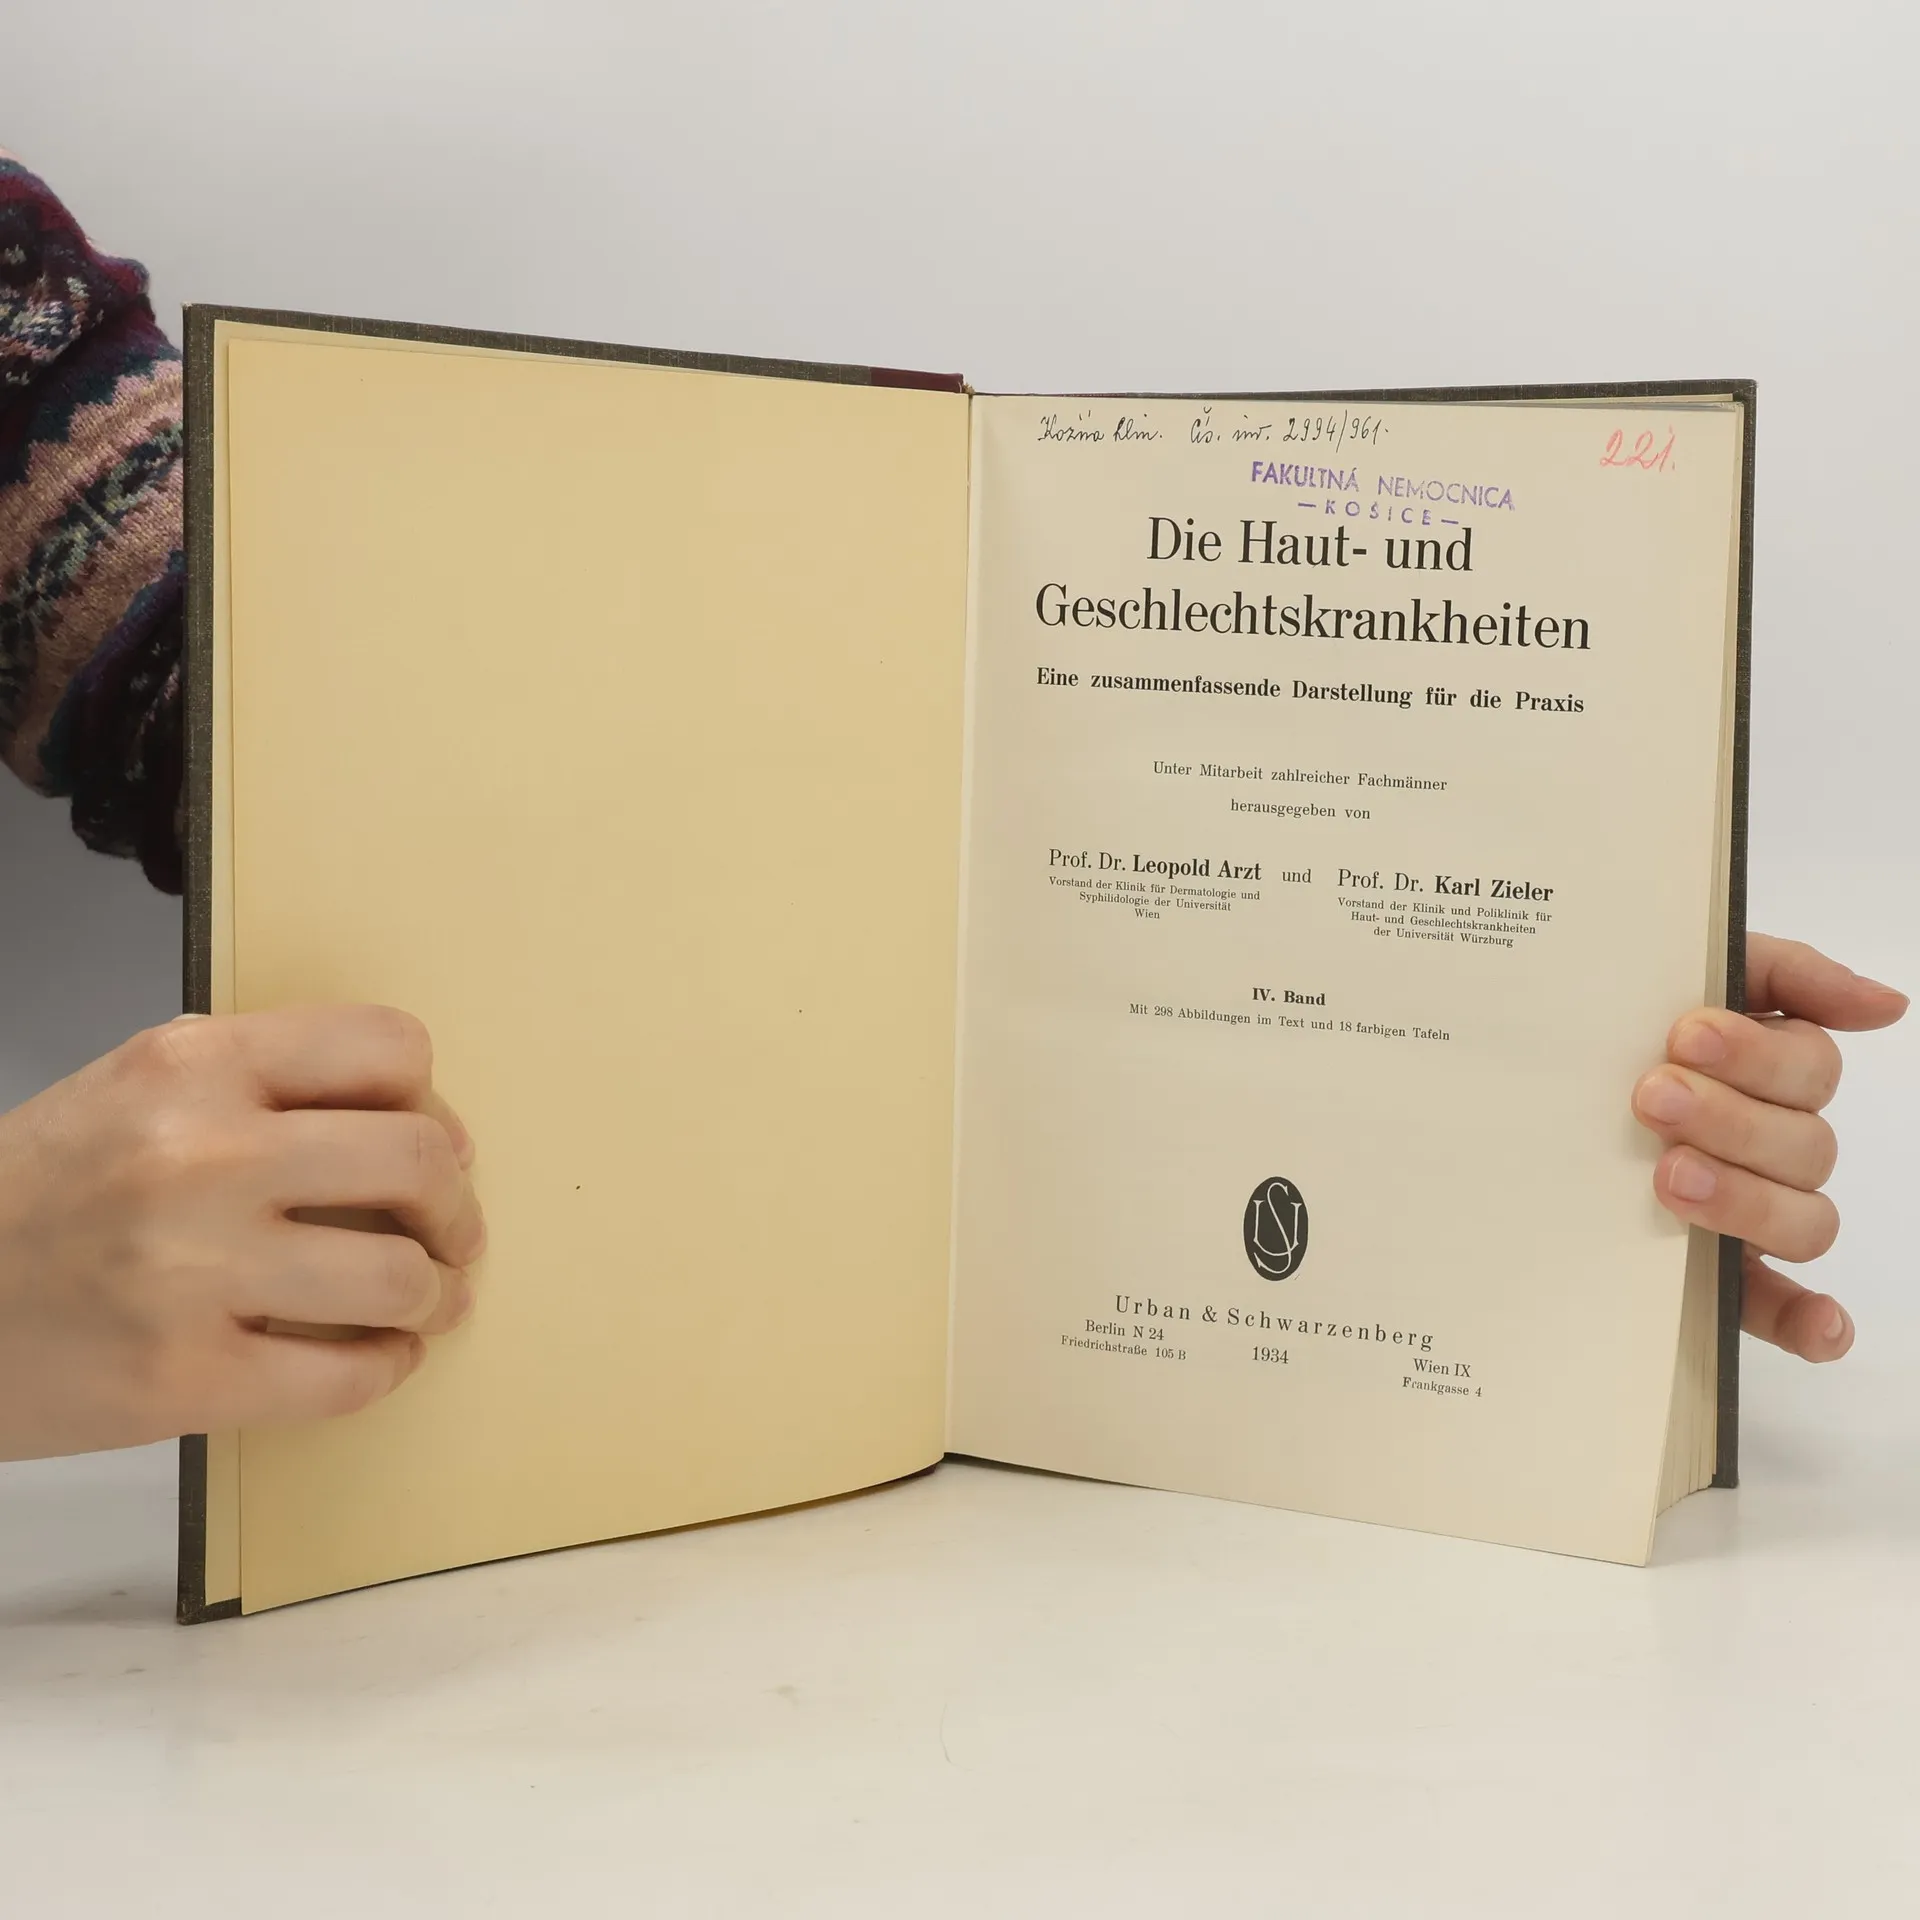 Kožná klin. Čís. inv. 2994/961.
221.
FAKULTNÁ NEMOCNICA
— KOŠICE —
Die Haut- und
Geschlechtskrankheiten
Eine zusammenfassende Darstellung für die Praxis
Unter Mitarbeit zahlreicher Fachmänner
herausgegeben von
Prof. Dr. Leopold Arzt und Prof. Dr. Karl Zieler
Vorstand der Klinik für Dermatologie und
Syphilidologie der Universität
Wien
Vorstand der Klinik und Poliklinik für
Haut- und Geschlechtskrankheiten
der Universität Würzburg
IV. Band
Mit 298 Abbildungen im Text und 18 farbigen Tafeln
US
Urban & Schwarzenberg
Berlin N 24
Friedrichstraße 105 B
1934
Wien IX
Frankgasse 4